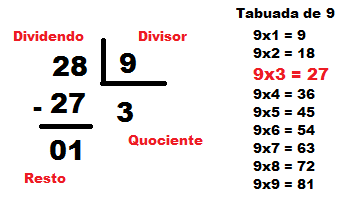 Dividendo
Divisor
28
9
- 27
3
01
Quociente
Resto
Tabuada de 9
9x1 = 9
9x2 = 18
9x3 = 27
9x4 = 36
9x5 = 45
9x6 = 54
9x7 = 63
9x8 = 72
9x9 = 81